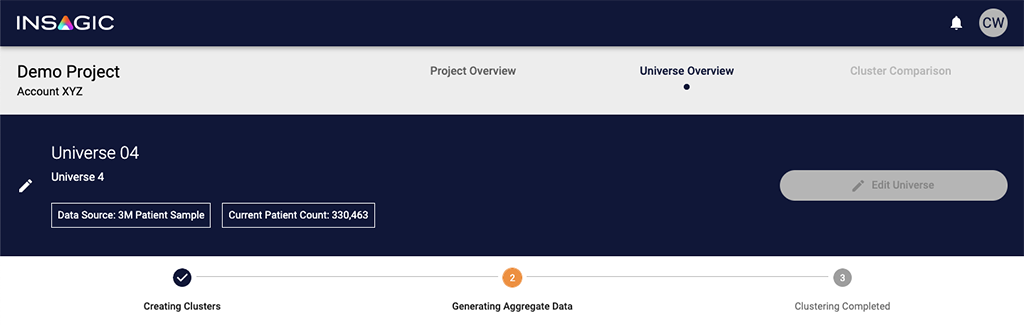 INSAGIC
CW
Demo Project
Account XYZ
Project Overview
Universe Overview
Cluster Comparison
Universe 04
Universe 4
Data Source: 3M Patient Sample
Current Patient Count: 330,463
Edit Universe
2
3
Creating Clusters
Generating Aggregate Data
Clustering Completed